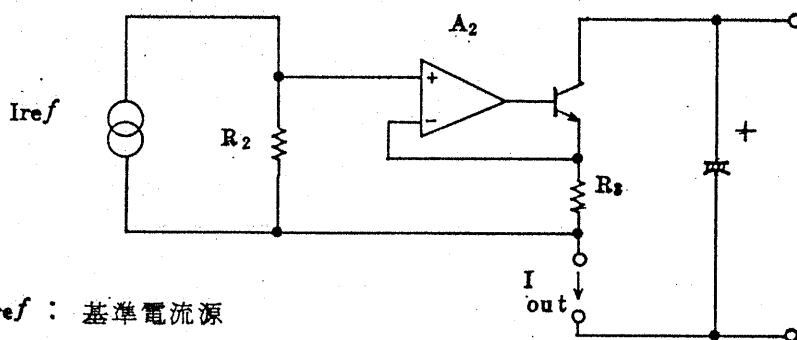 A₂
+
−
Iref
R₂
+
R₃
I
out
ef : 基準電流源